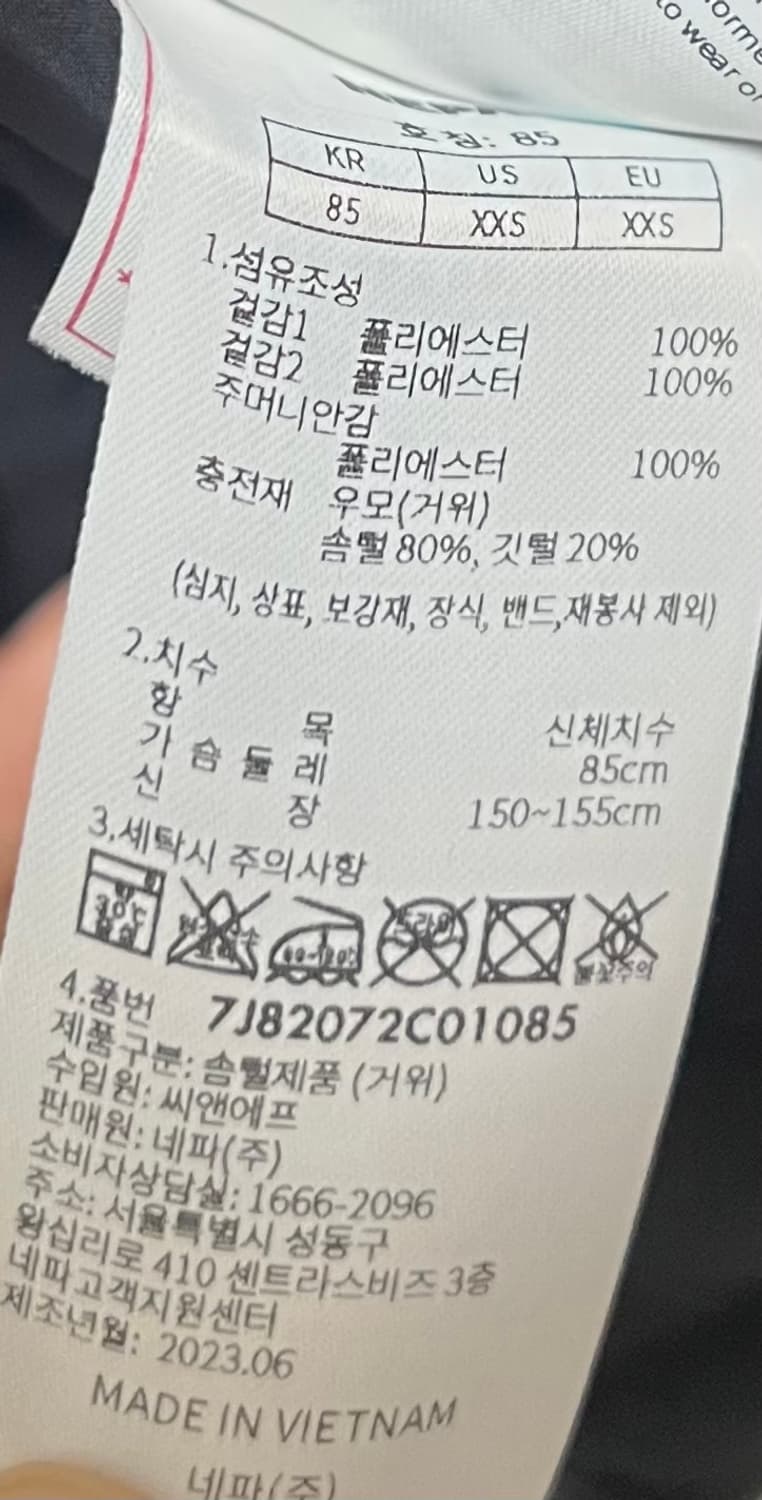 orme
to wear or
호칭: 85
KR US EU
85 XXS XXS
1.섬유조성
겉감1 폴리에스터 100%
겉감2 폴리에스터 100%
주머니안감
폴리에스터 100%
충전재 우모(거위)
솜털 80%, 깃털 20%
(심지, 상표, 보강재, 장식, 밴드,재봉사 제외)
2.치수
항 목 신체치수
가 슴 둘 레 85cm
신 장 150~155cm
3.세탁시 주의사항
드라이
불꽃주의
4.품번 7J82072C01085
제품구분: 솜털제품 (거위)
수입원: 씨앤에프
판매원: 네파(주)
소비자상담실: 1666-2096
주소: 서울특별시 성동구
왕십리로 410 센트라스비즈 3층
네파고객지원센터
제조년월: 2023.06
MADE IN VIETNAM
네파(주)